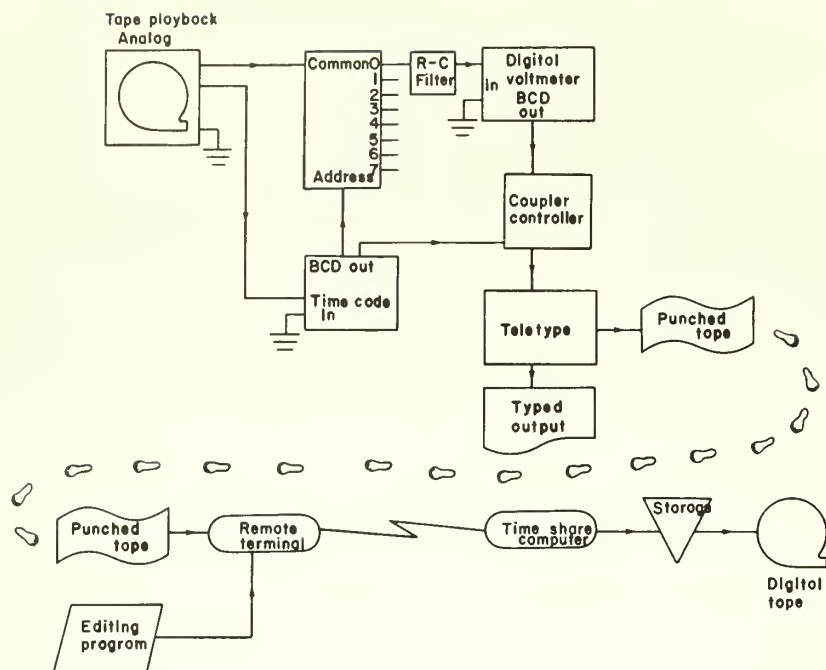 Tape playback
Analog
Common 0
1
2
3
4
5
6
7
Address
R-C
Filter
Digital
voltmeter
In
BCD
out
Coupler
controller
BCD out
Time code
In
Teletype
Punched
tape
Typed
output
Punched
tape
Remote
terminal
Time share
computer
Storage
Digital
tape
Editing
program